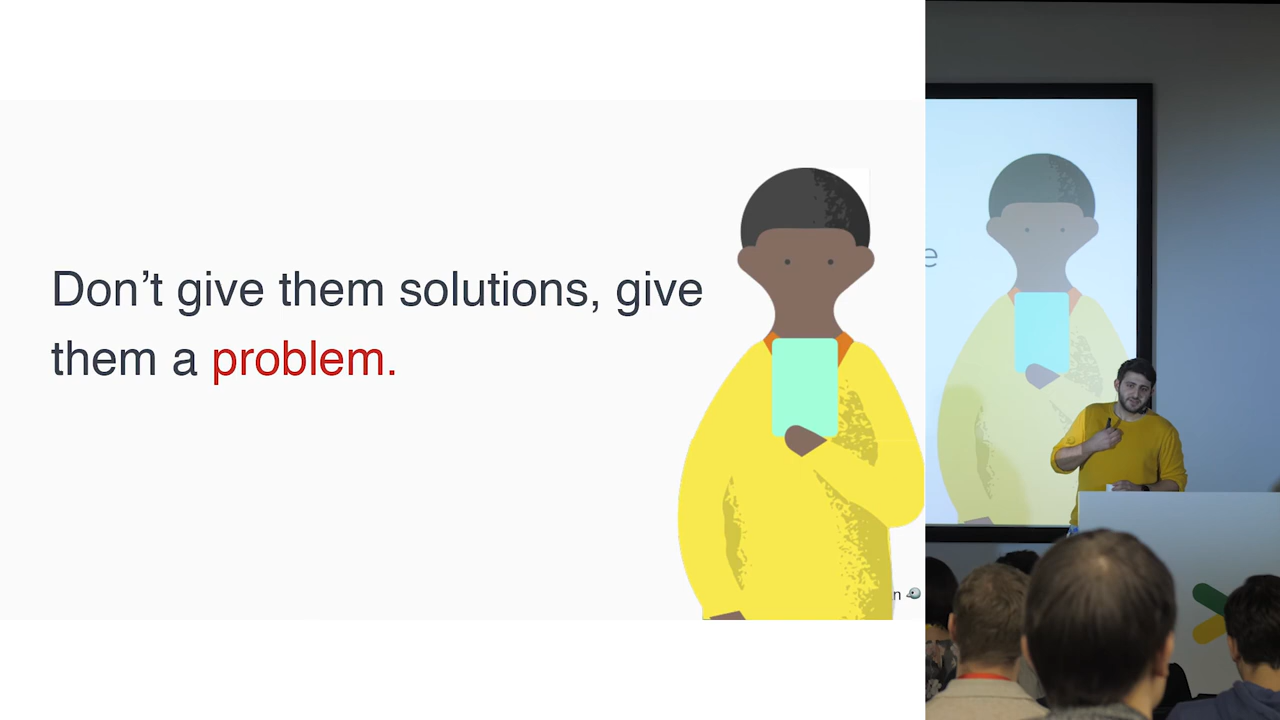 Don’t give them solutions, give
them a problem.
n
e